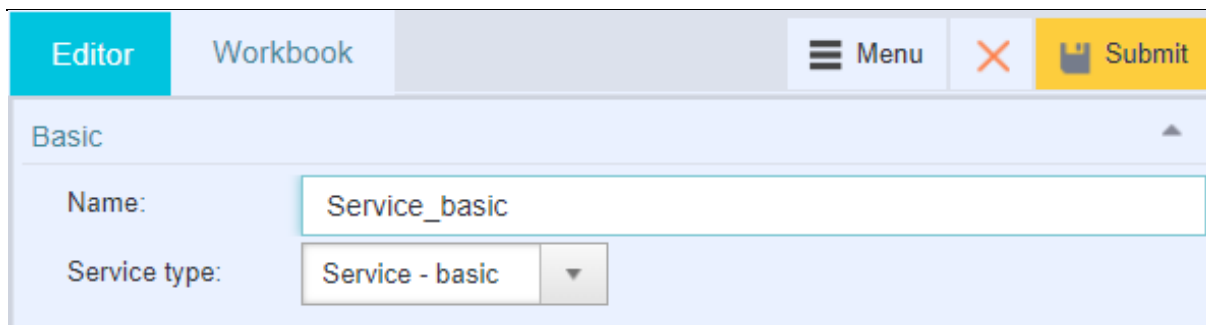 Editor Workbook Menu Submit
Basic
Name: Service_basic
Service type: Service - basic